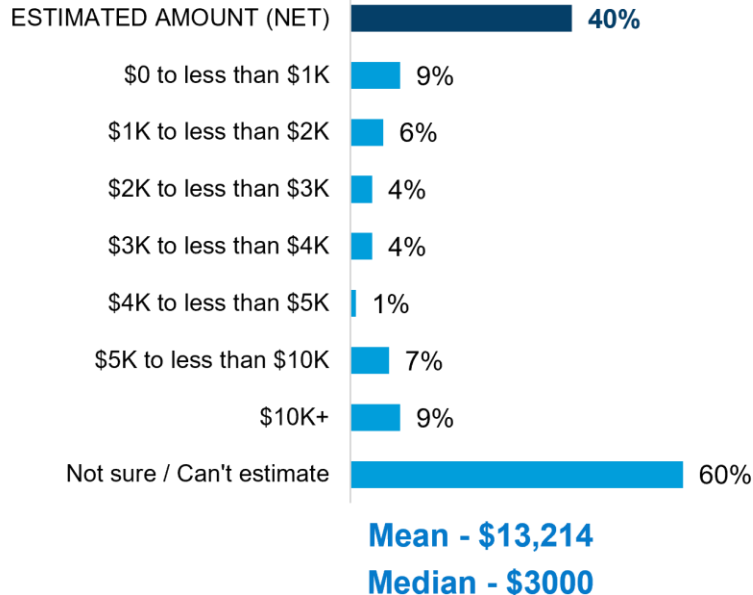 ESTIMATED AMOUNT (NET) 40%
$0 to less than $1K 9%
$1K to less than $2K 6%
$2K to less than $3K 4%
$3K to less than $4K 4%
$4K to less than $5K 1%
$5K to less than $10K 7%
$10K+ 9%
Not sure / Can't estimate 60%
Mean - $13,214
Median - $3000